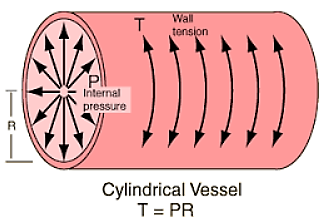 T
Wall
tension
P
Internal
pressure
R
Cylindrical Vessel
T = PR